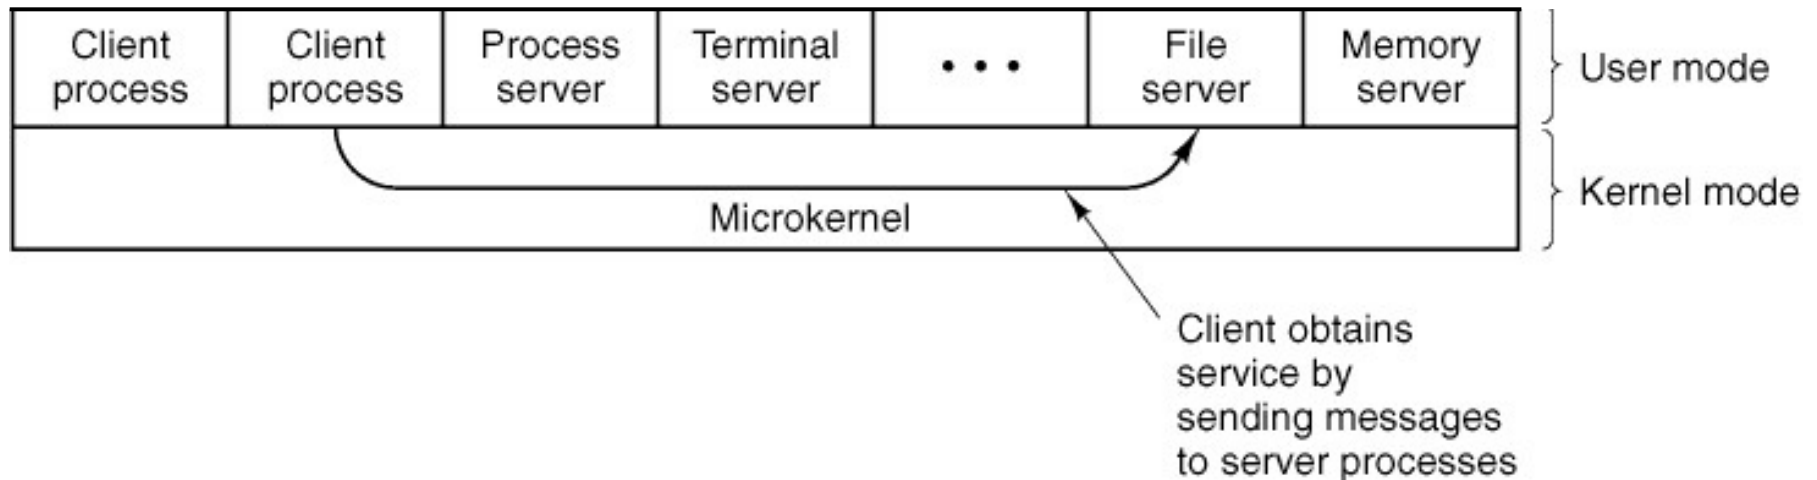 Client
process
Client
process
Process
server
Terminal
server
• • •
File
server
Memory
server
User mode
Kernel mode
Microkernel
Client obtains
service by
sending messages
to server processes